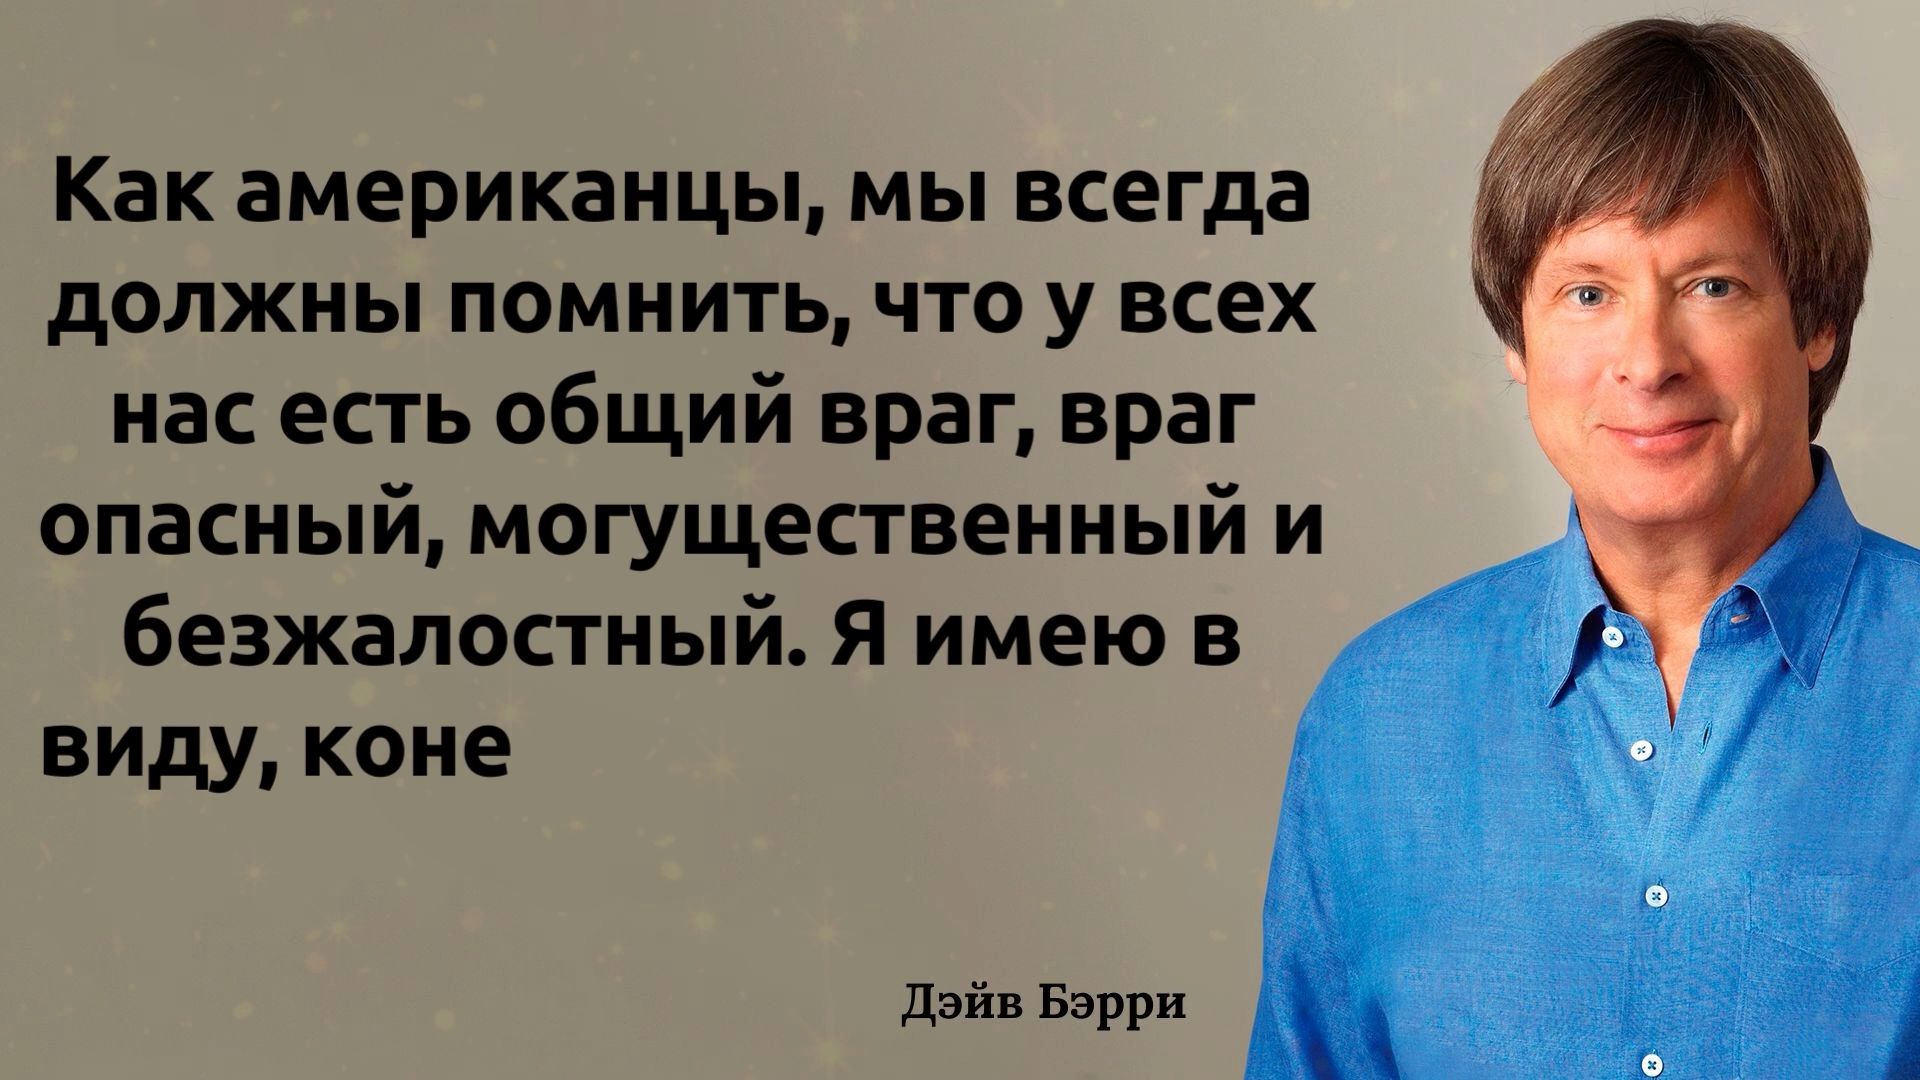 Как американцы, мы всегда
должны помнить, что у всех
нас есть общий враг, враг
опасный, могущественный и
безжалостный. Я имею в
виду, коне
Дэйв Бэрри